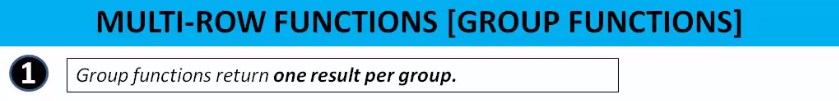 MULTI-ROW FUNCTIONS [GROUP FUNCTIONS]
1 Group functions return one result per group.